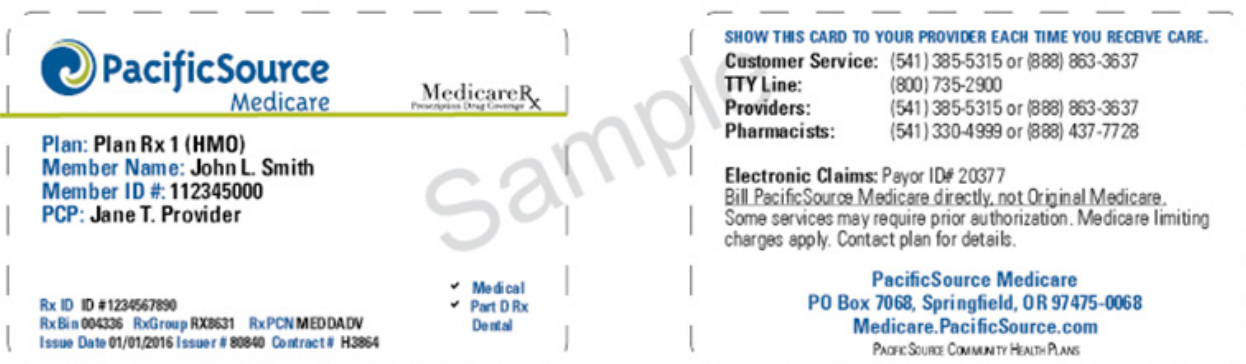 PacificSource
Medicare
MedicareRx
Prescription Drug Coverage
Plan: Plan Rx 1 (HMO)
Member Name: John L. Smith
Member ID #: 112345000
PCP: Jane T. Provider
✓ Medical
✓ Part D Rx
Dental
Rx ID ID #1234567890
RxBin 004336 RxGroup RX8631 RxPCN MEDDADV
Issue Date 01/01/2016 Issuer # 80840 Contract # H3864
Sample
SHOW THIS CARD TO YOUR PROVIDER EACH TIME YOU RECEIVE CARE.
Customer Service: (541) 385-5315 or (888) 863-3637
TTY Line: (800) 735-2900
Providers: (541) 385-5315 or (888) 863-3637
Pharmacists: (541) 330-4999 or (888) 437-7728
Electronic Claims: Payor ID# 20377
Bill PacificSource Medicare directly, not Original Medicare.
Some services may require prior authorization. Medicare limiting
charges apply. Contact plan for details.
PacificSource Medicare
PO Box 7068, Springfield, OR 97475-0068
Medicare.PacificSource.com
PACIFICSOURCE COMMUNITY HEALTH PLANS